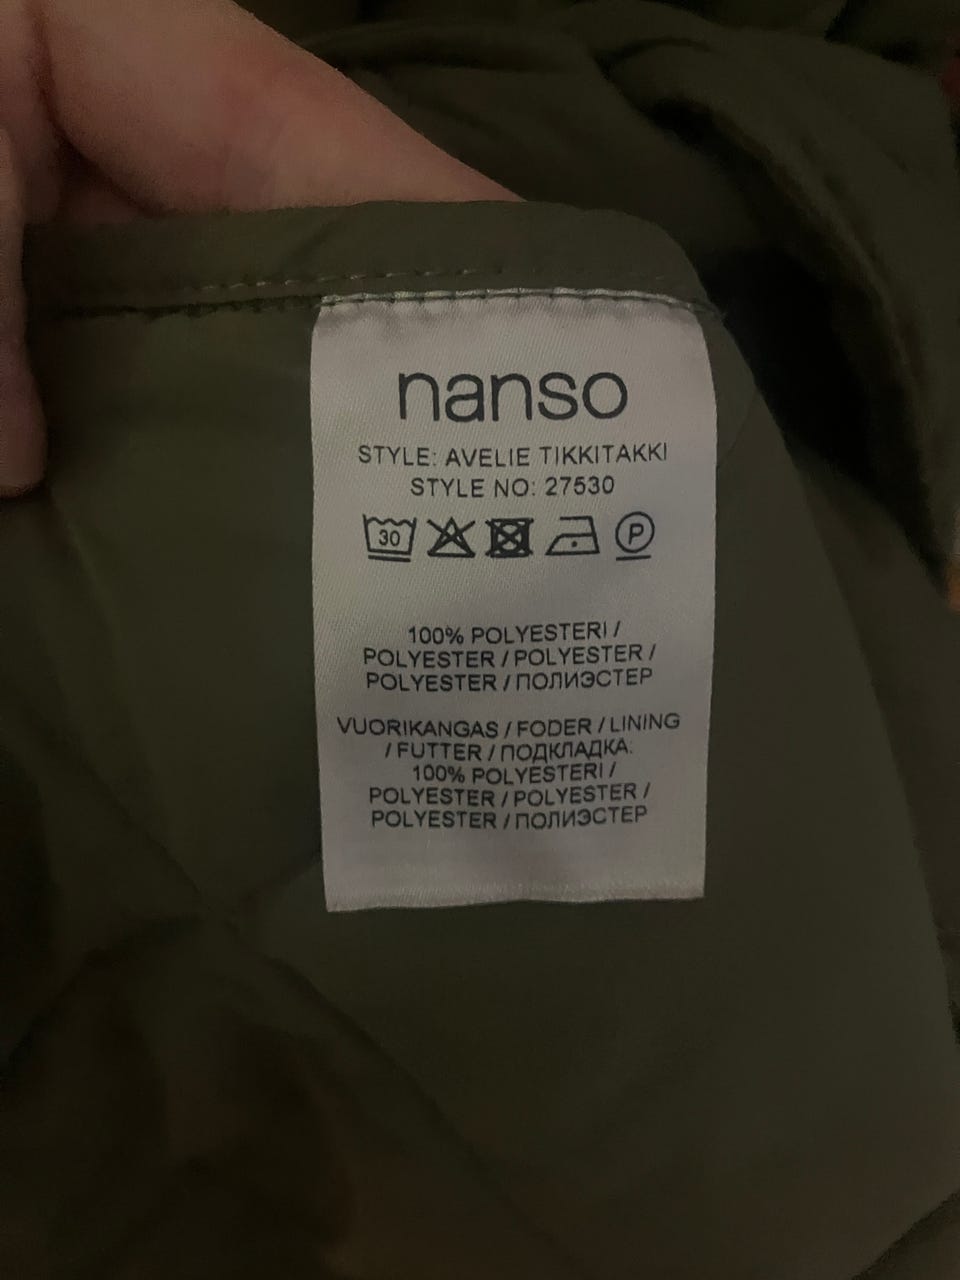 nanso
STYLE: AVELIE TIKKITAKKI
STYLE NO: 27530
30 P
100% POLYESTERI /
POLYESTER / POLYESTER /
POLYESTER / ПОЛИЭСТЕР
VUORIKANGAS / FODER / LINING
/ FUTTER / ПОДКЛАДКА:
100% POLYESTERI /
POLYESTER / POLYESTER /
POLYESTER / ПОЛИЭСТЕР